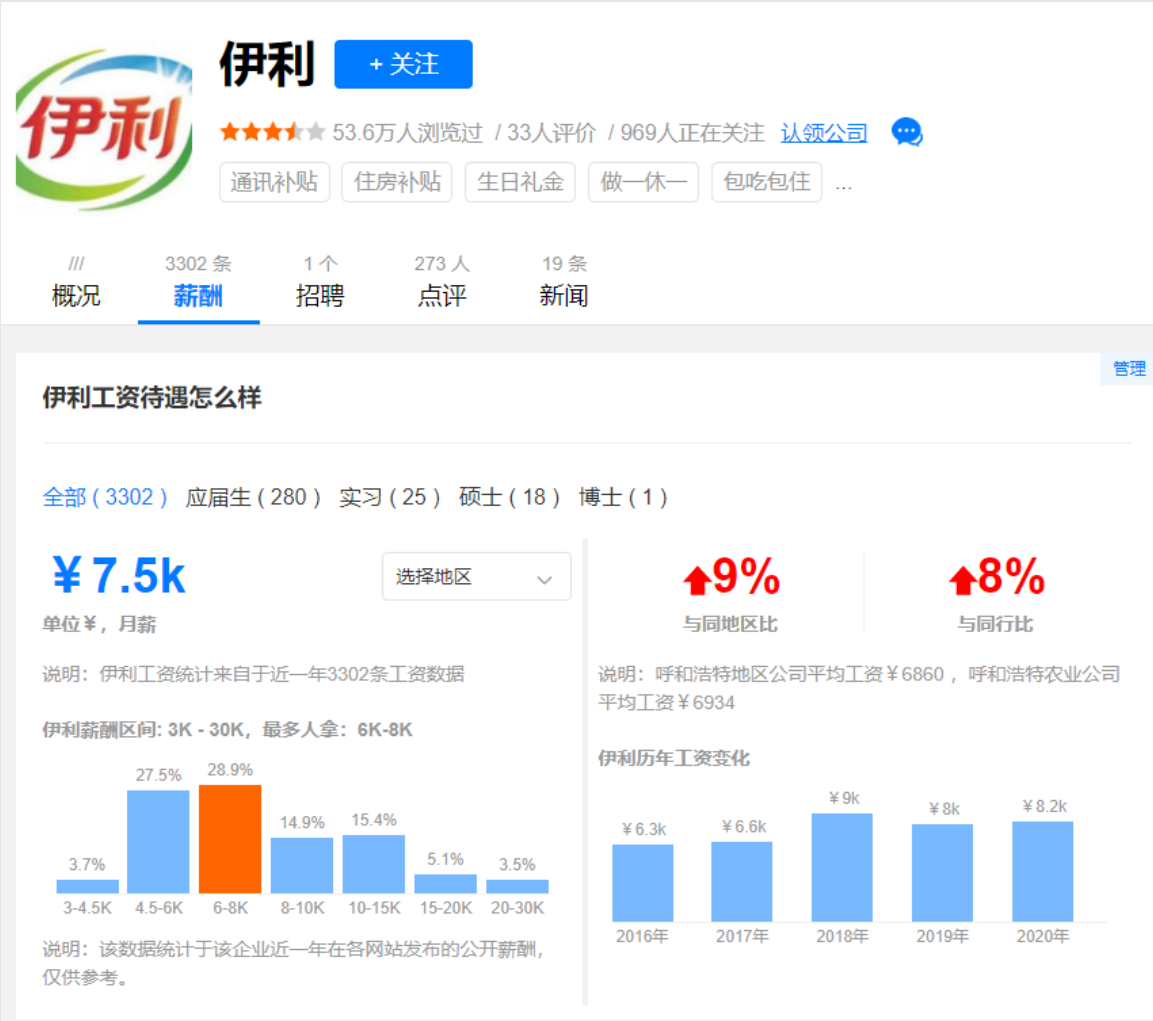 伊利
伊利
+ 关注
53.6万人浏览过 / 33人评价 / 969人正在关注 认领公司
通讯补贴 住房补贴 生日礼金 做一休一 包吃包住 ...
/// 3302 条 1 个 273 人 19 条
概况 薪酬 招聘 点评 新闻
管理
伊利工资待遇怎么样
全部 ( 3302 ) 应届生 ( 280 ) 实习 ( 25 ) 硕士 ( 18 ) 博士 ( 1 )
¥ 7.5k
选择地区
单位¥，月薪
说明：伊利工资统计来自于近一年3302条工资数据
伊利薪酬区间: 3K - 30K，最多人拿：6K-8K
3.7% 27.5% 28.9% 14.9% 15.4% 5.1% 3.5%
3-4.5K 4.5-6K 6-8K 8-10K 10-15K 15-20K 20-30K
说明：该数据统计于该企业近一年在各网站发布的公开薪酬，
仅供参考。
9% 8%
与同地区比 与同行比
说明：呼和浩特地区公司平均工资¥6860 ，呼和浩特农业公司
平均工资¥6934
伊利历年工资变化
¥6.3k ¥6.6k ¥9k ¥8k ¥8.2k
2016年 2017年 2018年 2019年 2020年